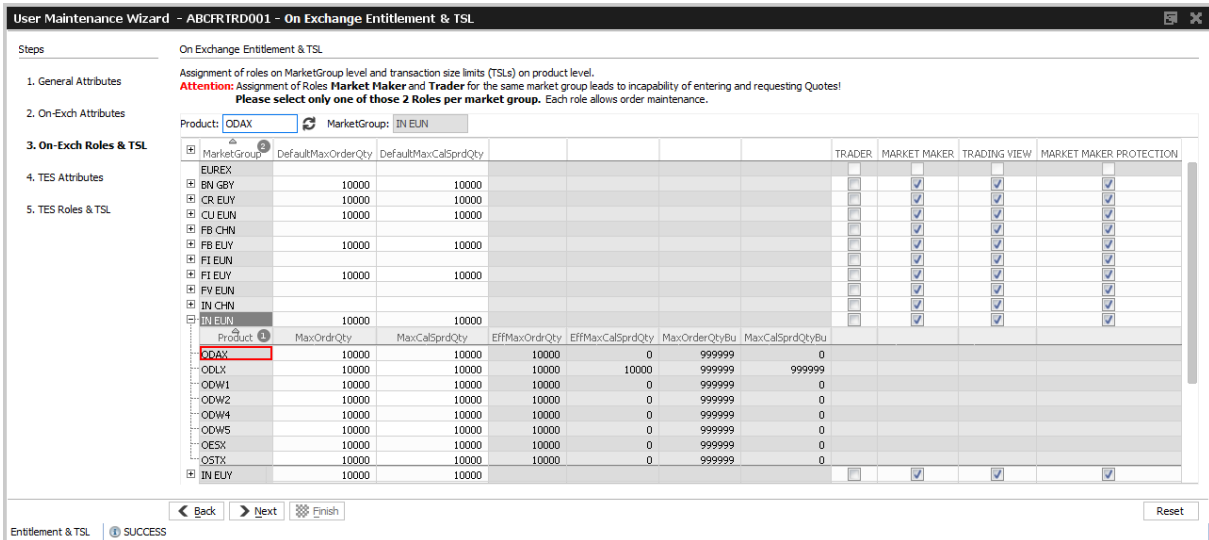 User Maintenance Wizard - ABCFRTRD001 - On Exchange Entitlement & TSL
Steps
1. General Attributes
2. On-Exch Attributes
3. On-Exch Roles & TSL
4. TES Attributes
5. TES Roles & TSL
On Exchange Entitlement & TSL
Assignment of roles on MarketGroup level and transaction size limits (TSLs) on product level.
Attention: Assignment of Roles Market Maker and Trader for the same market group leads to incapability of entering and requesting Quotes!
Please select only one of those 2 Roles per market group. Each role allows order maintenance.
Product: ODAX MarketGroup: IN EUN
MarketGroup 2 DefaultMaxOrderQty DefaultMaxCalSprdQty TRADER MARKET MAKER TRADING VIEW MARKET MAKER PROTECTION
EUREX
BN GBY 10000 10000
CR EUY 10000 10000
CU EUN 10000 10000
FB CHN
FB EUY 10000 10000
FI EUN
FI EUY 10000 10000
FV EUN
IN CHN
IN EUN 10000 10000
Product 1 MaxOrdrQty MaxCalSprdQty EffMaxOrdrQty EffMaxCalSprdQty MaxOrderQtyBu MaxCalSprdQtyBu
ODAX 10000 10000 10000 0 999999 0
ODLX 10000 10000 10000 10000 999999 999999
ODW1 10000 10000 10000 0 999999 0
ODW2 10000 10000 10000 0 999999 0
ODW4 10000 10000 10000 0 999999 0
ODW5 10000 10000 10000 0 999999 0
OESX 10000 10000 10000 0 999999 0
OSTX 10000 10000 10000 0 999999 0
IN EUY 10000 10000
Back Next Finish Reset
Entitlement & TSL SUCCESS